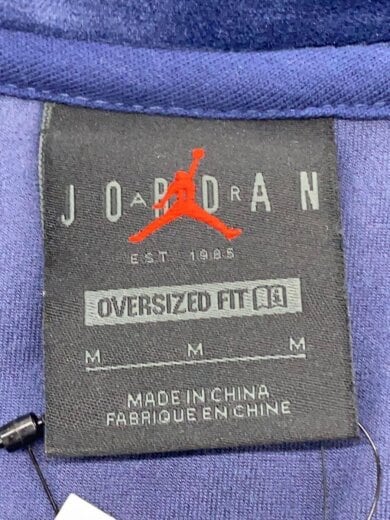 JORDAN
AIR
EST. 1985
OVERSIZED FIT
M M M
MADE IN CHINA
FABRIQUE EN CHINE